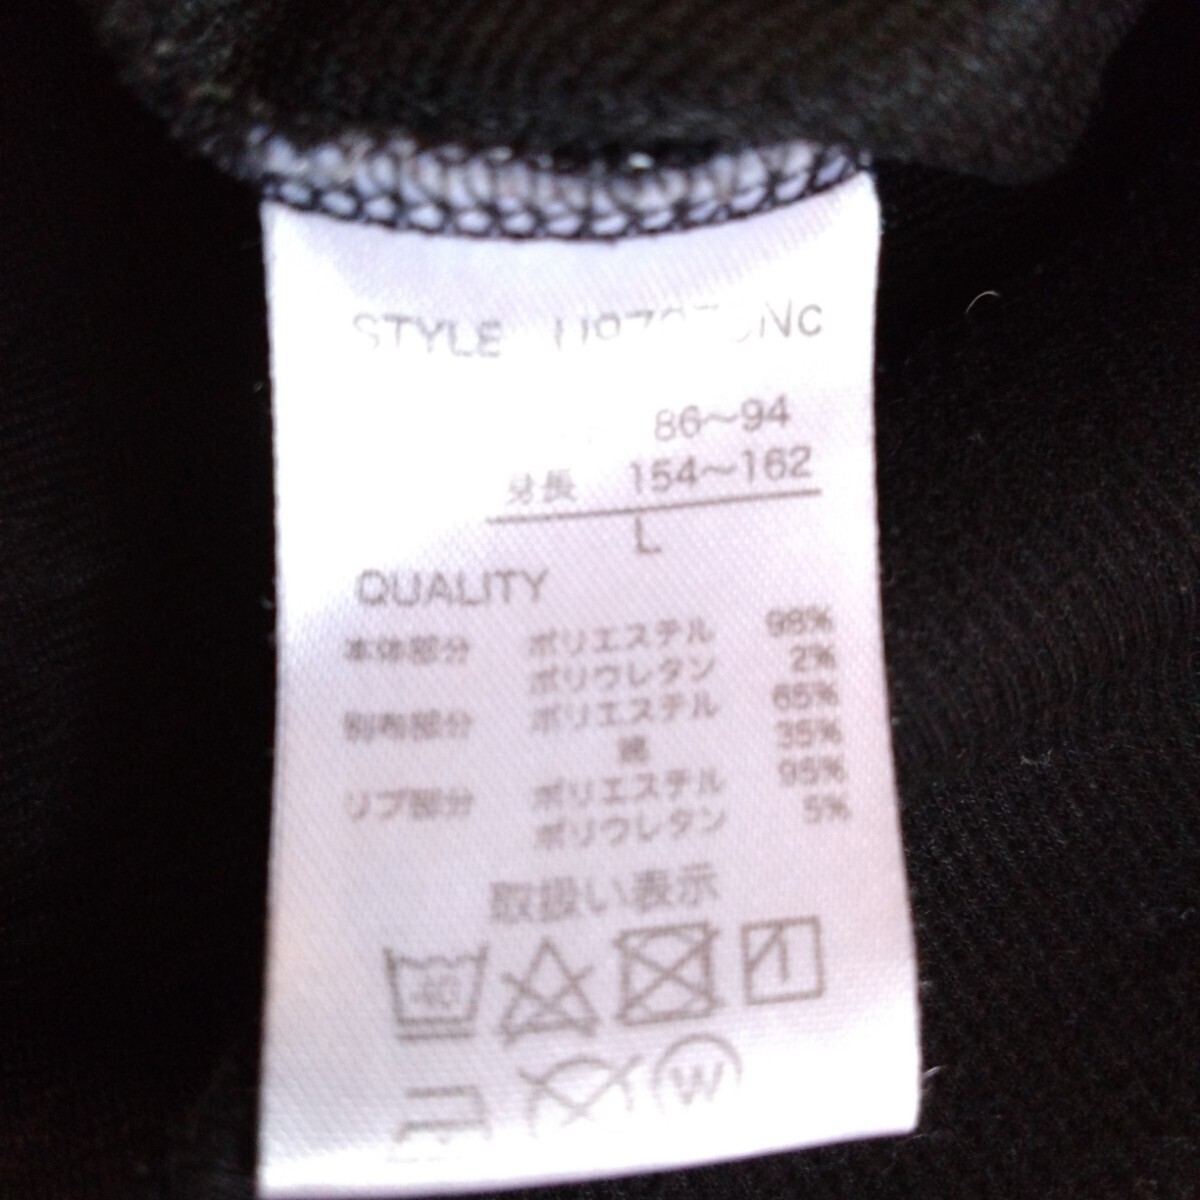 STYLE
86～94
身長 154～162
L
QUALITY
本体部分 ポリエステル 98%
ポリウレタン 2%
別布部分 ポリエステル 65%
綿 35%
リブ部分 ポリエステル 95%
ポリウレタン 5%
取扱い表示
40
W